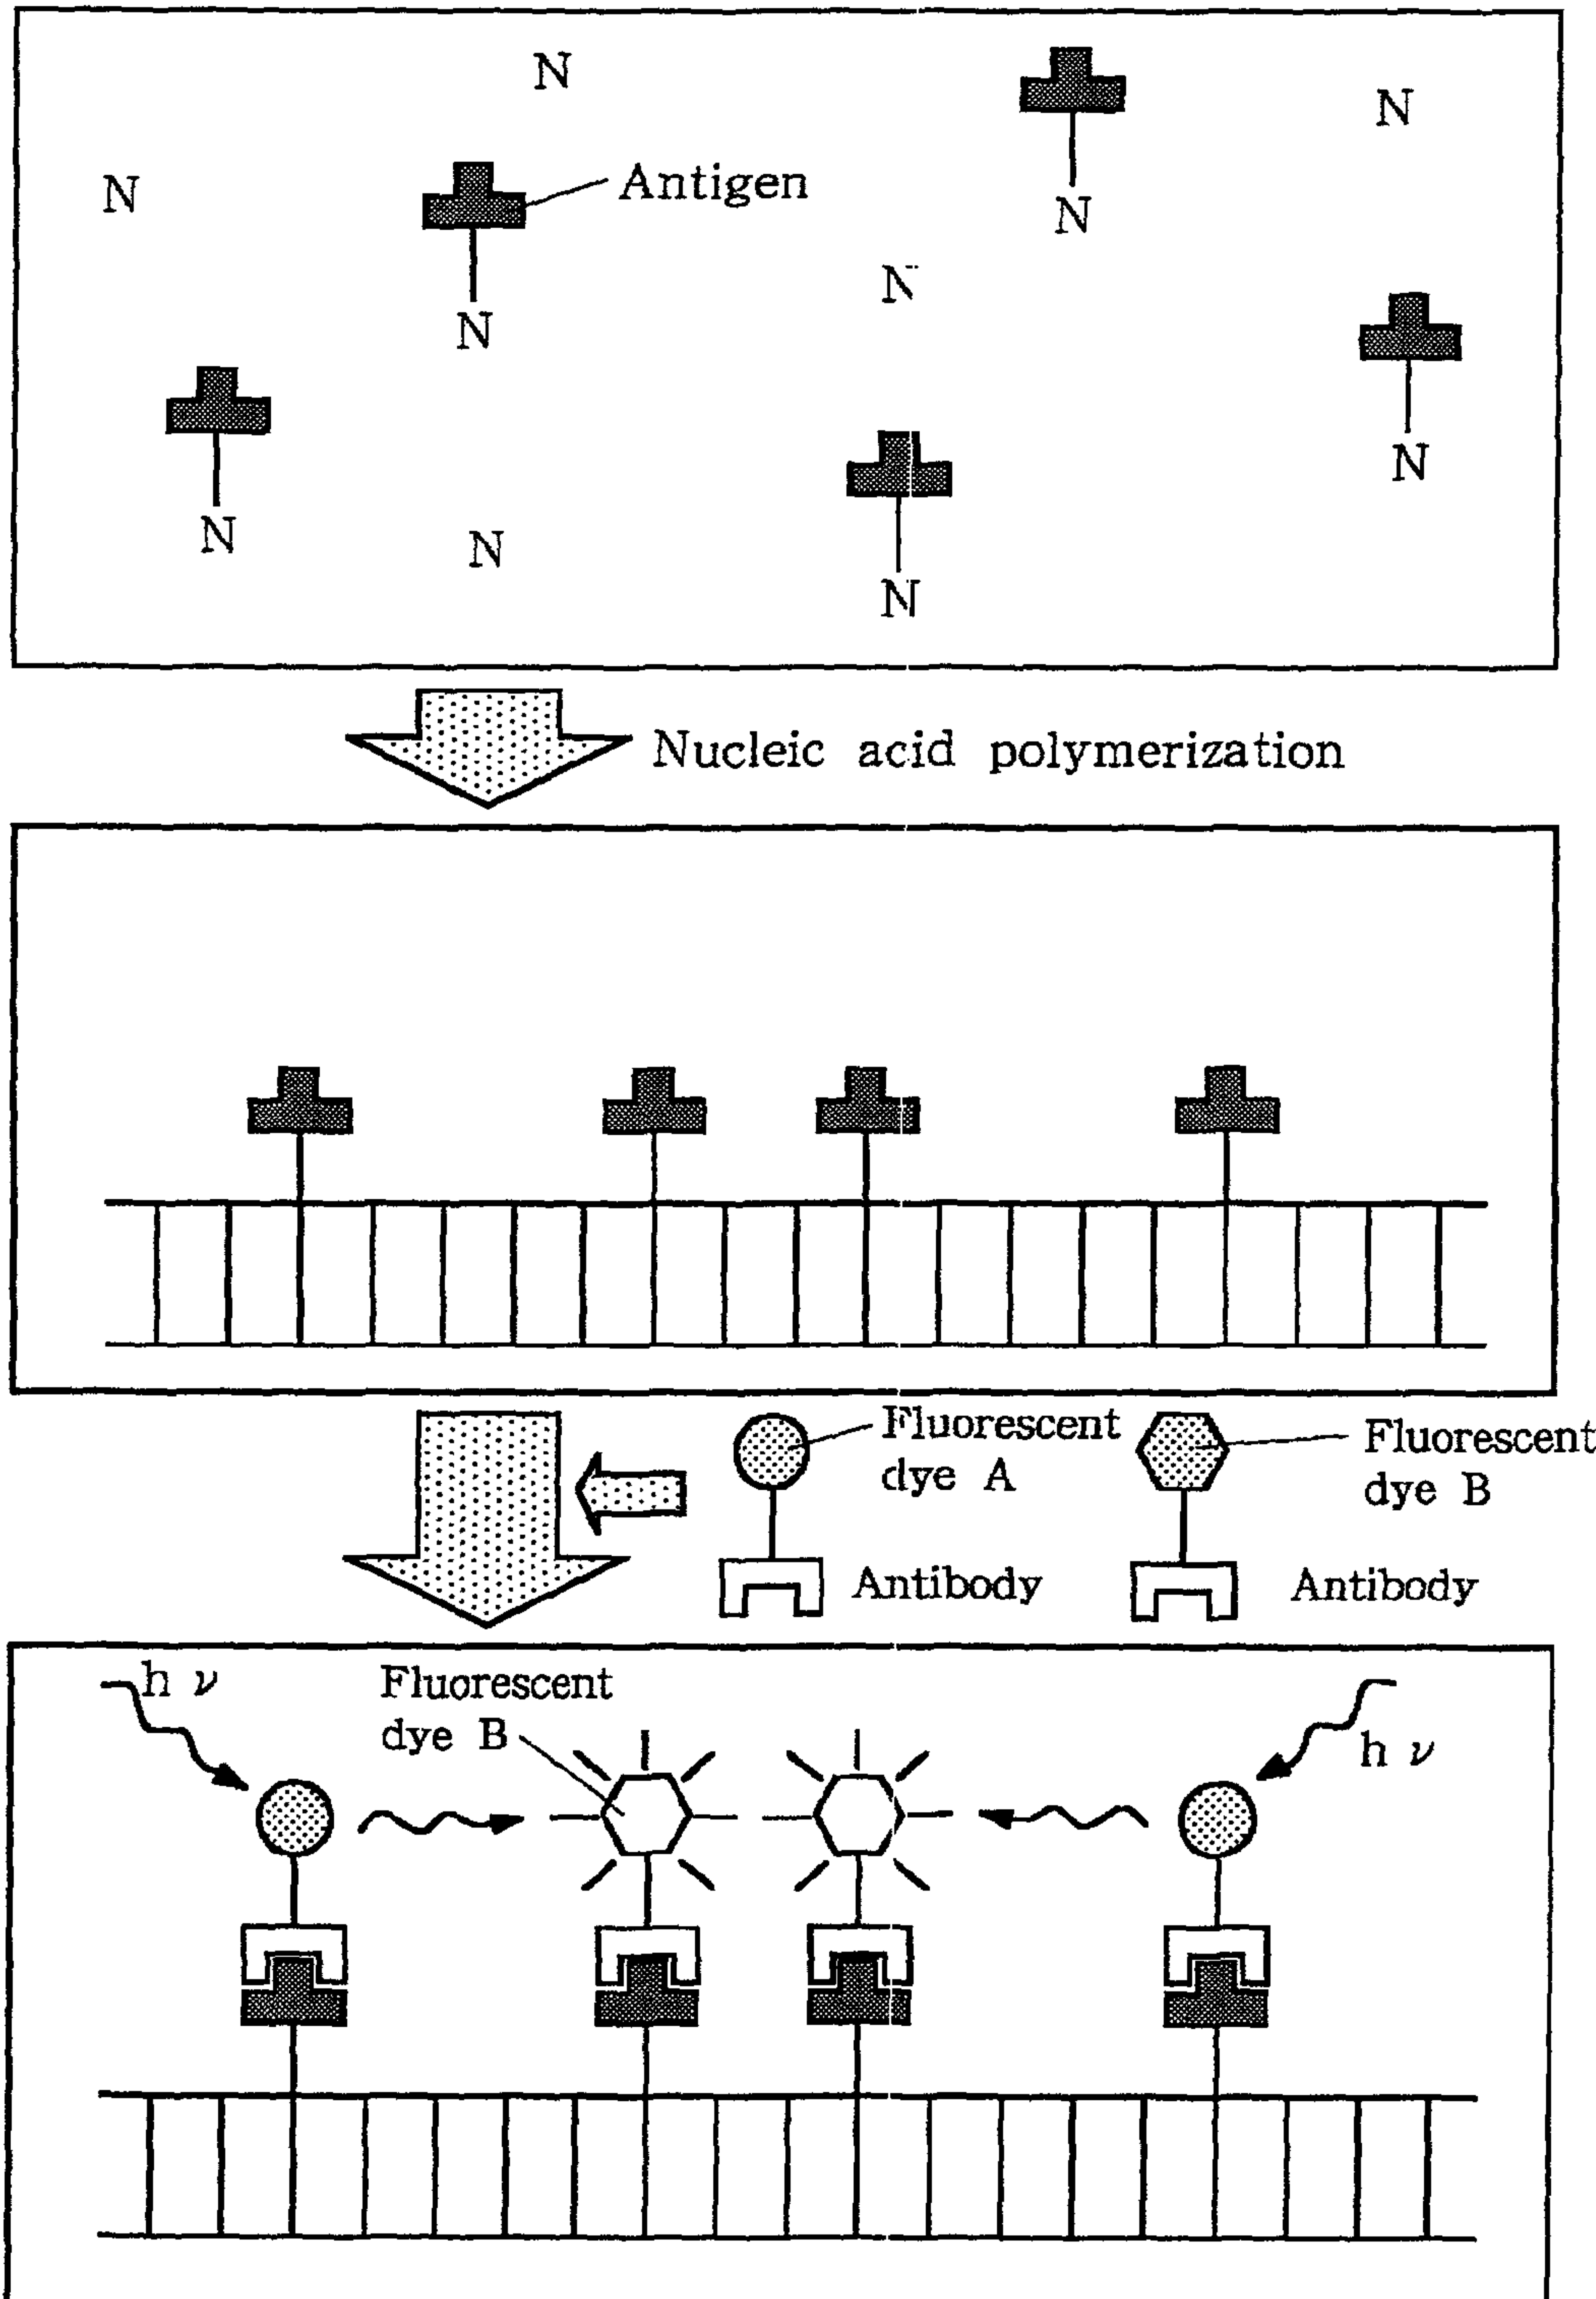 N
N
N
Antigen
N
N
N
N
N
N
N
Nucleic acid polymerization
Fluorescent
dye A
Fluorescent
dye B
Antibody
Antibody
h ν
Fluorescent
dye B
h ν